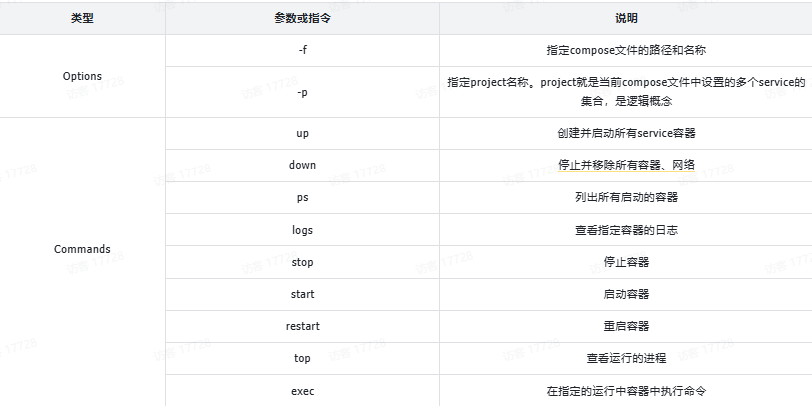 类型 参数或指令 说明
Options
-f 指定compose文件的路径和名称
-p 指定project名称。project就是当前compose文件中设置的多个service的
集合，是逻辑概念
Commands
up 创建并启动所有service容器
down 停止并移除所有容器、网络
ps 列出所有启动的容器
logs 查看指定容器的日志
stop 停止容器
start 启动容器
restart 重启容器
top 查看运行的进程
exec 在指定的运行中容器中执行命令
访客 17728